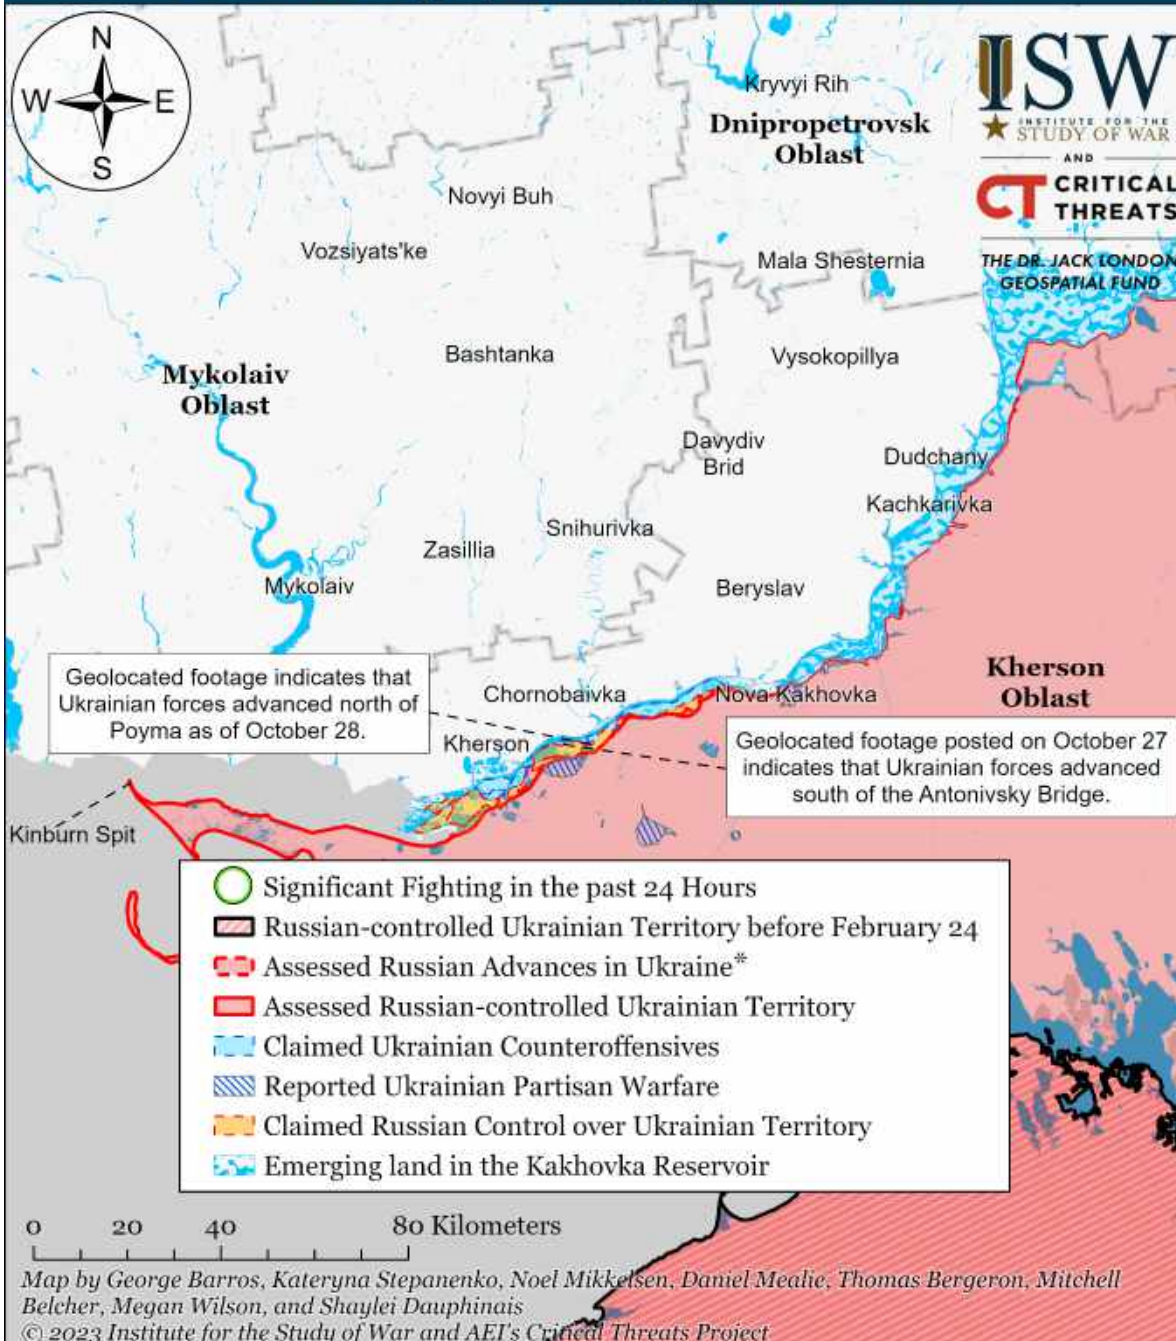 N
W
E
S
ISW
INSTITUTE FOR THE
STUDY OF WAR
AND
CT CRITICAL
THREATS
THE DR. JACK LONDON
GEOSPATIAL FUND
Kryvyi Rih
Dnipropetrovsk
Oblast
Novyi Buh
Vozsiyats'ke
Mala Shesternia
Bashtanka
Vysokopillya
Mykolaiv
Oblast
Davydiv
Brid
Dudchany
Kachkarivka
Snihurivka
Zasillia
Mykolaiv
Beryslav
Geolocated footage indicates that
Ukrainian forces advanced north of
Poyma as of October 28.
Chornobaivka
Nova Kakhovka
Kherson
Oblast
Kherson
Geolocated footage posted on October 27
indicates that Ukrainian forces advanced
south of the Antonivsky Bridge.
Kinburn Spit
Significant Fighting in the past 24 Hours
Russian-controlled Ukrainian Territory before February 24
Assessed Russian Advances in Ukraine*
Assessed Russian-controlled Ukrainian Territory
Claimed Ukrainian Counteroffensives
Reported Ukrainian Partisan Warfare
Claimed Russian Control over Ukrainian Territory
Emerging land in the Kakhovka Reservoir
0 20 40 80 Kilometers
Map by George Barros, Kateryna Stepanenko, Noel Mikkelsen, Daniel Mealie, Thomas Bergeron, Mitchell
Belcher, Megan Wilson, and Shaylei Dauphinais
© 2023 Institute for the Study of War and AEI's Critical Threats Project